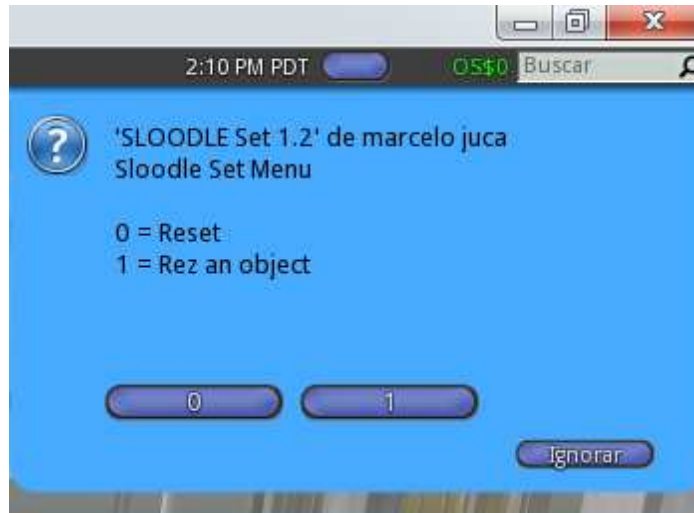 2:10 PM PDT OS$0 Buscar
'SLOODLE Set 1.2' de marcelo juca
Sloodle Set Menu
0 = Reset
1 = Rez an object
0 1
Ignorar